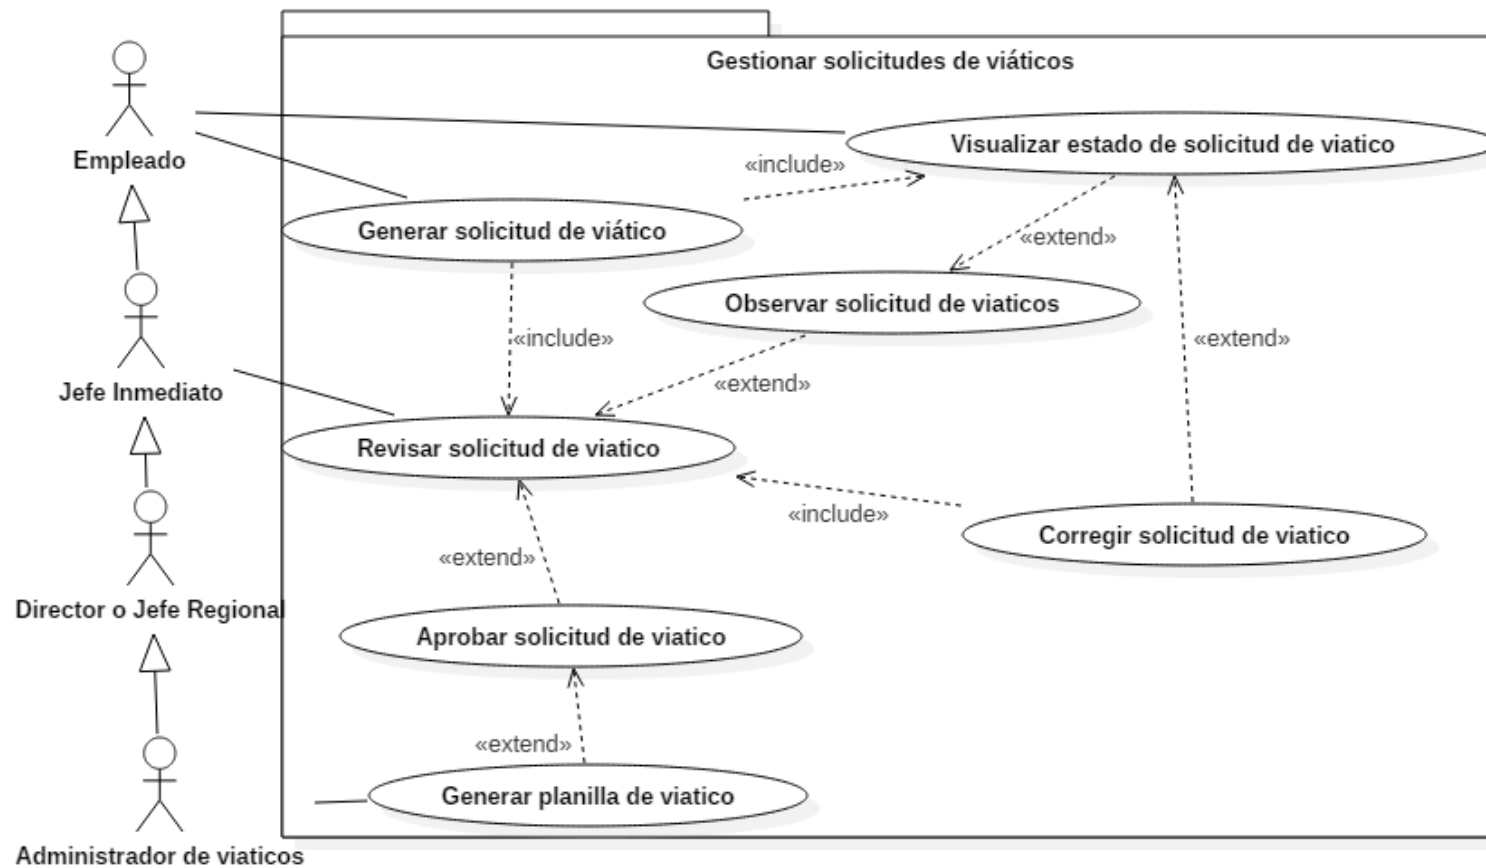 Gestionar solicitudes de viáticos
Empleado
Visualizar estado de solicitud de viatico
«include»
Generar solicitud de viático
«extend»
Observar solicitud de viaticos
«include»
«extend»
Jefe Inmediato
«extend»
Revisar solicitud de viatico
«include»
Corregir solicitud de viatico
«extend»
Director o Jefe Regional
Aprobar solicitud de viatico
«extend»
Generar planilla de viatico
Administrador de viaticos